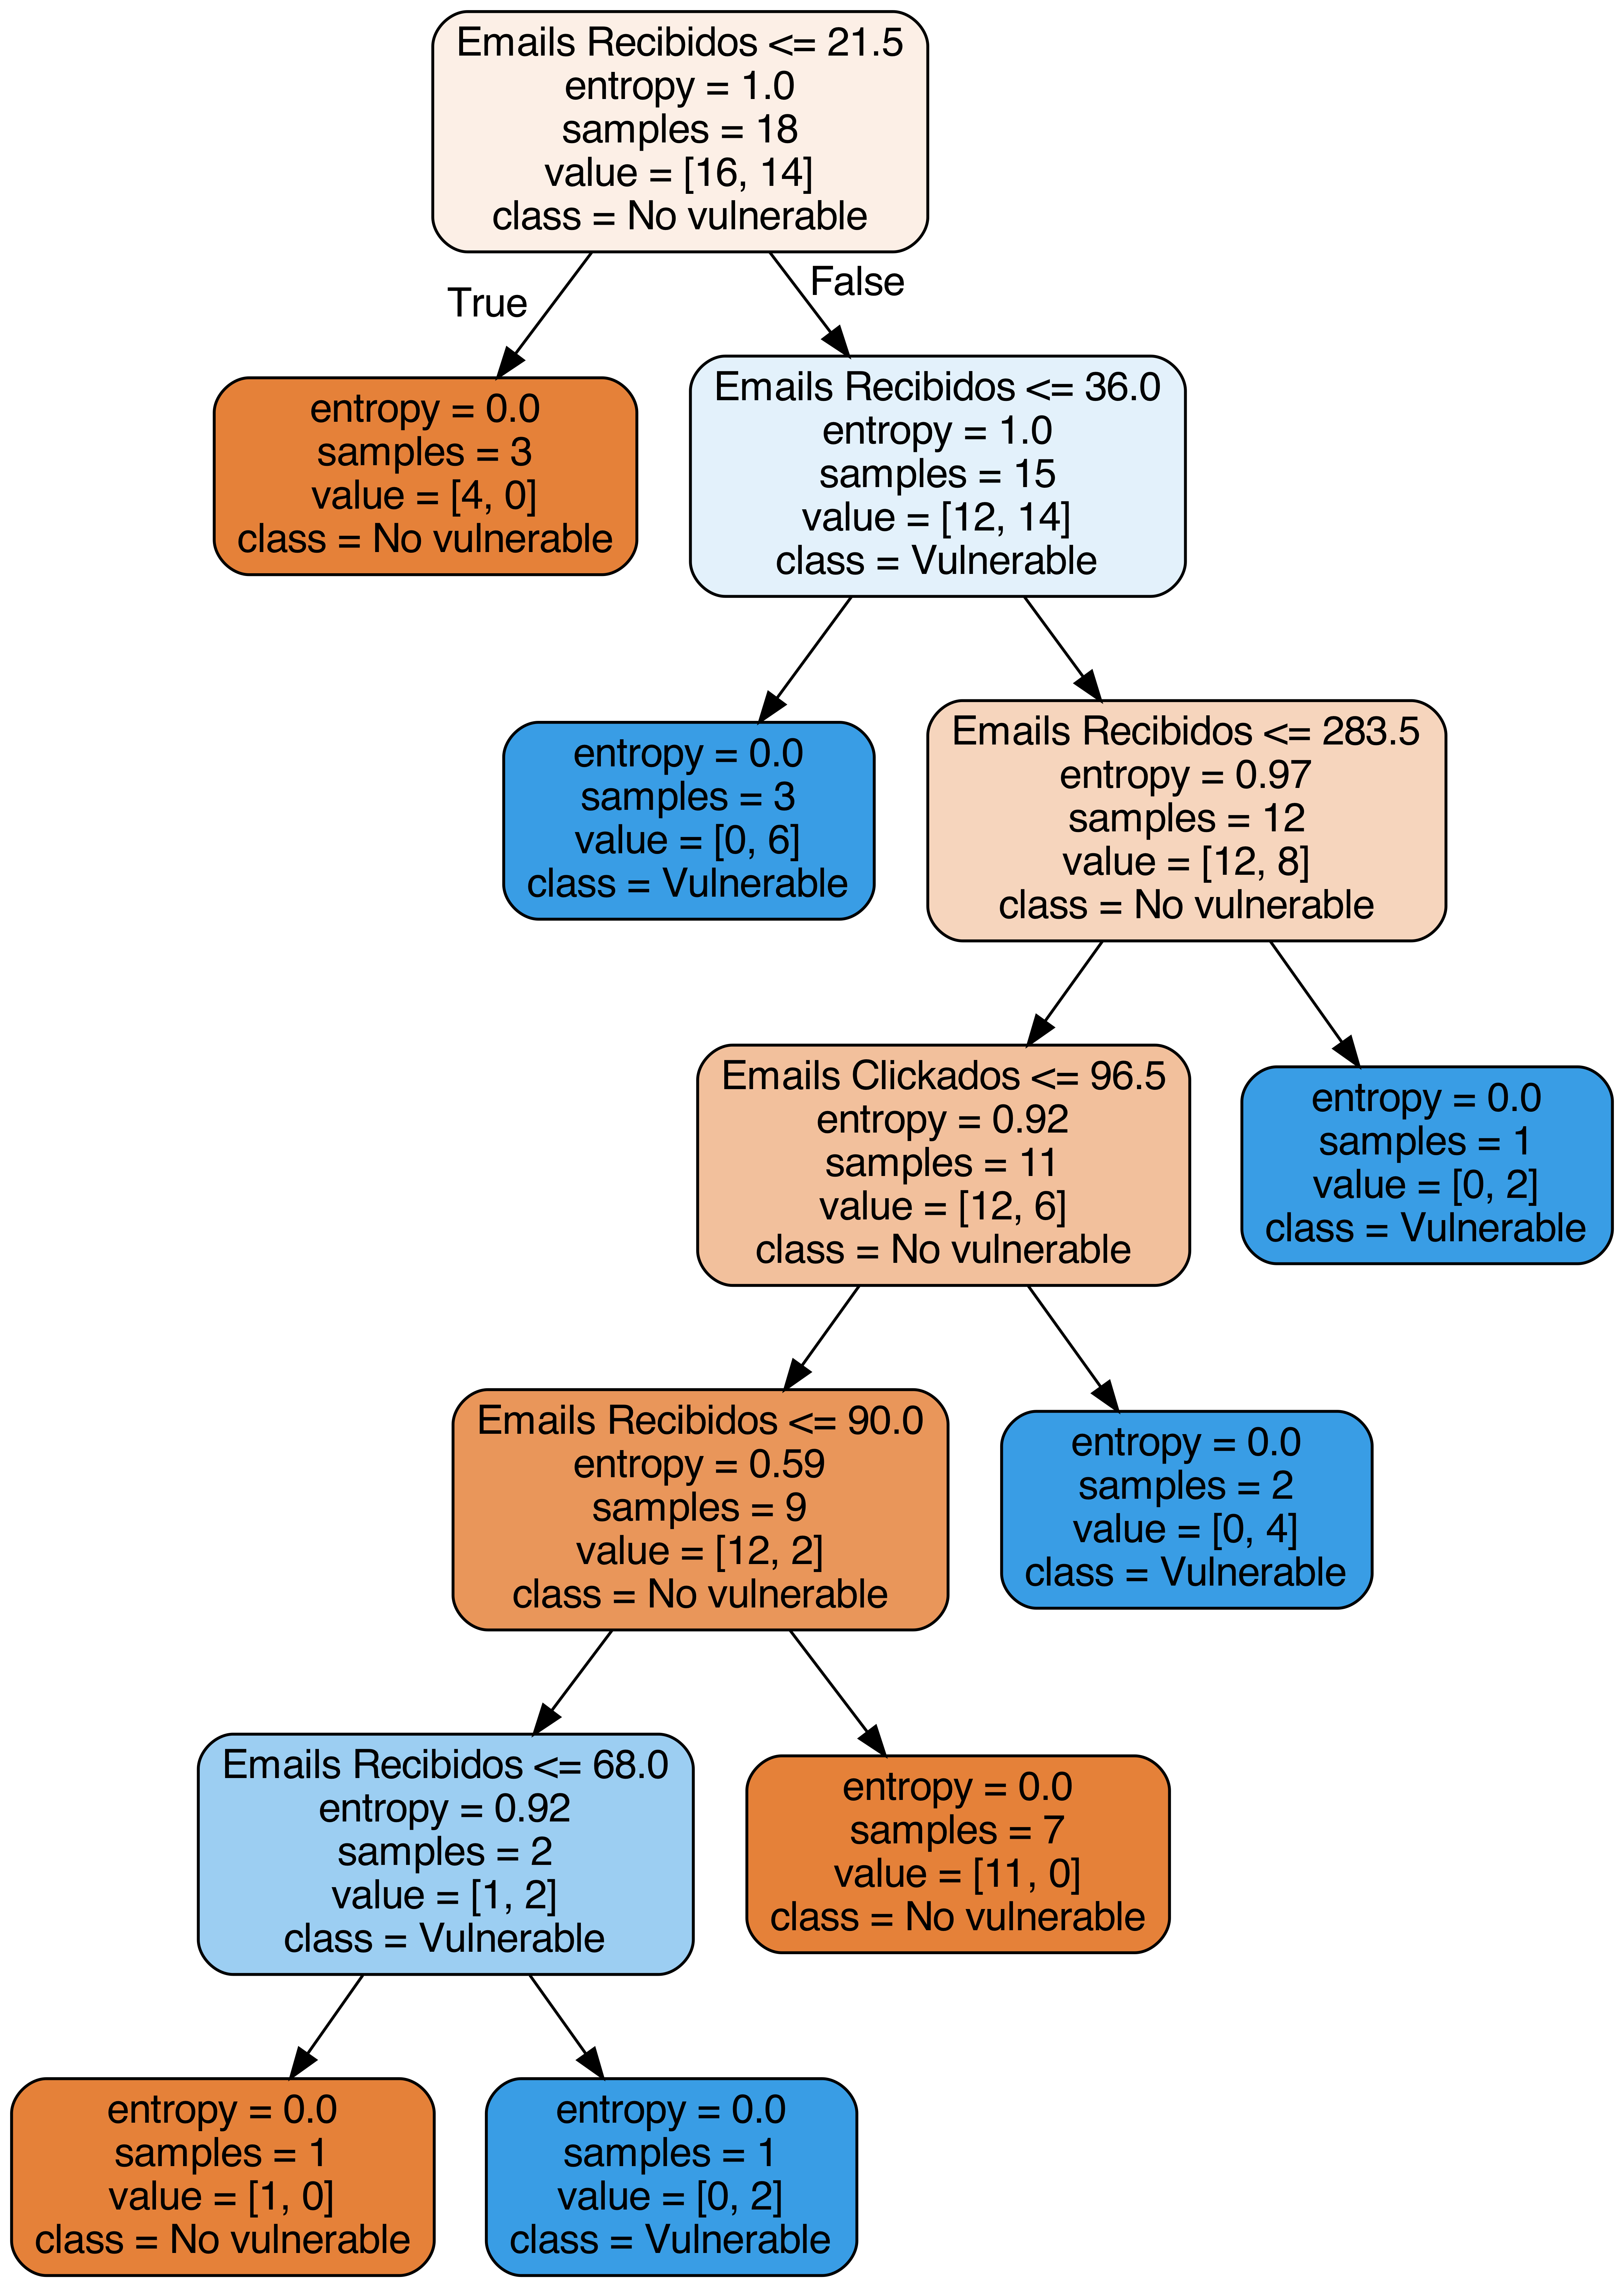 Emails Recibidos <= 21.5
entropy = 1.0
samples = 18
value = [16, 14]
class = No vulnerable
True
False
entropy = 0.0
samples = 3
value = [4, 0]
class = No vulnerable
Emails Recibidos <= 36.0
entropy = 1.0
samples = 15
value = [12, 14]
class = Vulnerable
entropy = 0.0
samples = 3
value = [0, 6]
class = Vulnerable
Emails Recibidos <= 283.5
entropy = 0.97
samples = 12
value = [12, 8]
class = No vulnerable
Emails Clickados <= 96.5
entropy = 0.92
samples = 11
value = [12, 6]
class = No vulnerable
entropy = 0.0
samples = 1
value = [0, 2]
class = Vulnerable
Emails Recibidos <= 90.0
entropy = 0.59
samples = 9
value = [12, 2]
class = No vulnerable
entropy = 0.0
samples = 2
value = [0, 4]
class = Vulnerable
Emails Recibidos <= 68.0
entropy = 0.92
samples = 2
value = [1, 2]
class = Vulnerable
entropy = 0.0
samples = 7
value = [11, 0]
class = No vulnerable
entropy = 0.0
samples = 1
value = [1, 0]
class = No vulnerable
entropy = 0.0
samples = 1
value = [0, 2]
class = Vulnerable